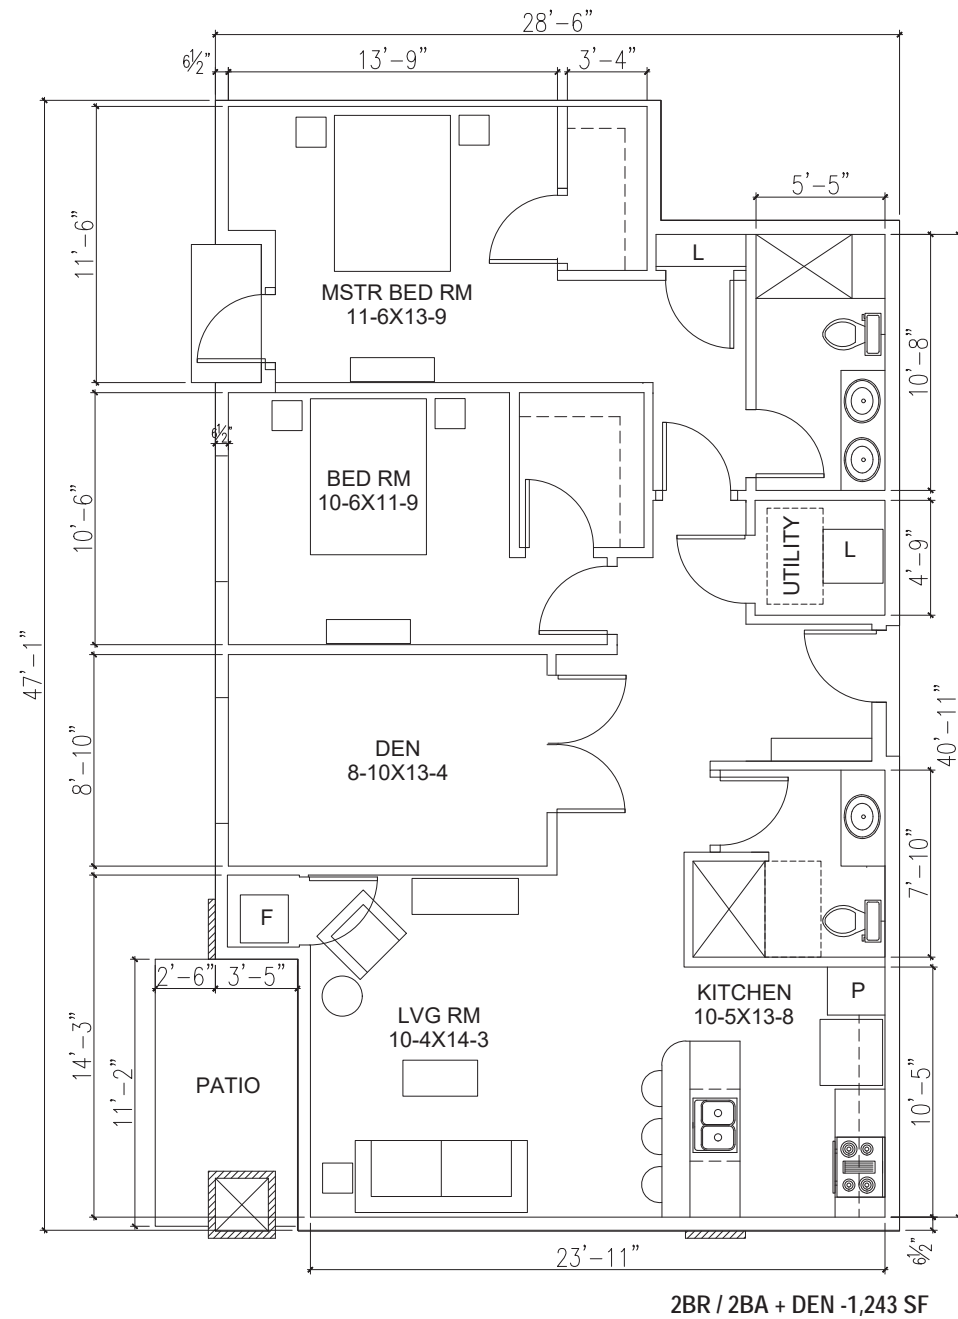 28'-6"
6½"
13'-9"
3'-4"
5'-5"
11'-6"
MSTR BED RM
11-6X13-9
L
10'-8"
6½"
BED RM
10-6X11-9
10'-6"
UTILITY
L
4'-9"
47'-1"
40'-11"
DEN
8-10X13-4
8'-10"
7'-10"
F
2'-6"
3'-5"
KITCHEN
10-5X13-8
P
LVG RM
10-4X14-3
14'-3"
11'-2"
PATIO
10'-5"
6½"
23'-11"
2BR / 2BA + DEN -1,243 SF